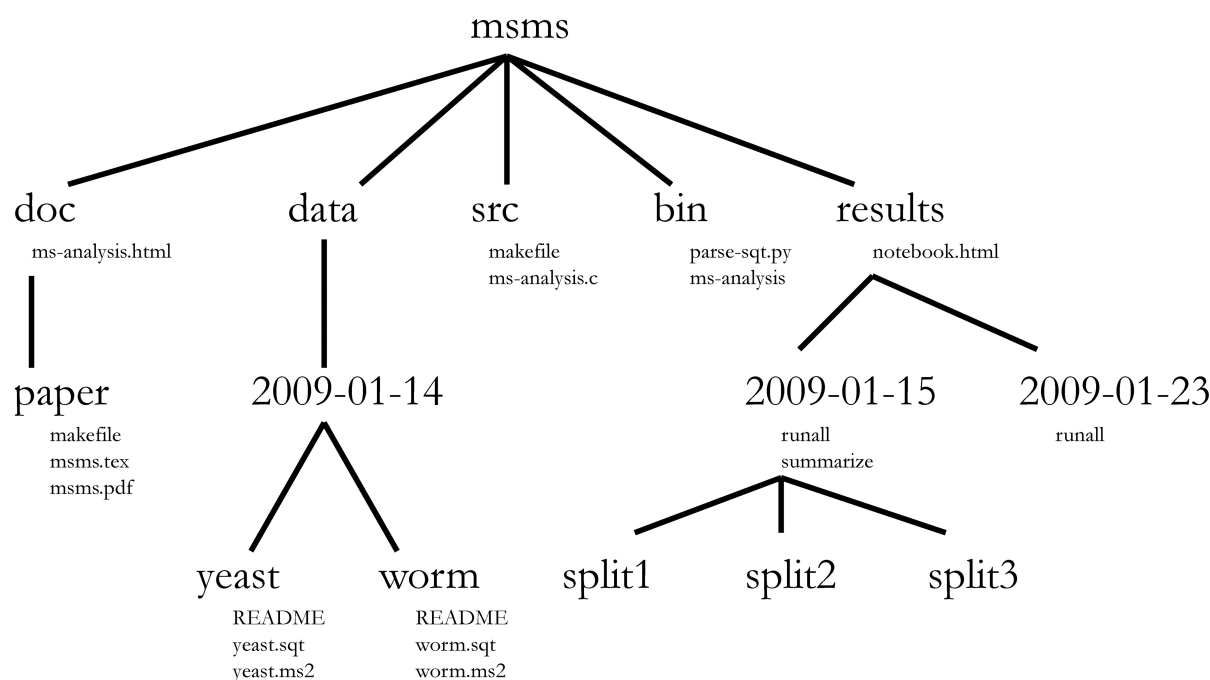 msms
doc
data
src
bin
results
ms-analysis.html
makefile
ms-analysis.c
parse-sqt.py
ms-analysis
notebook.html
paper
makefile
msms.tex
msms.pdf
2009-01-14
2009-01-15
runall
summarize
2009-01-23
runall
yeast
README
yeast.sqt
yeast.ms2
worm
README
worm.sqt
worm.ms2
split1
split2
split3